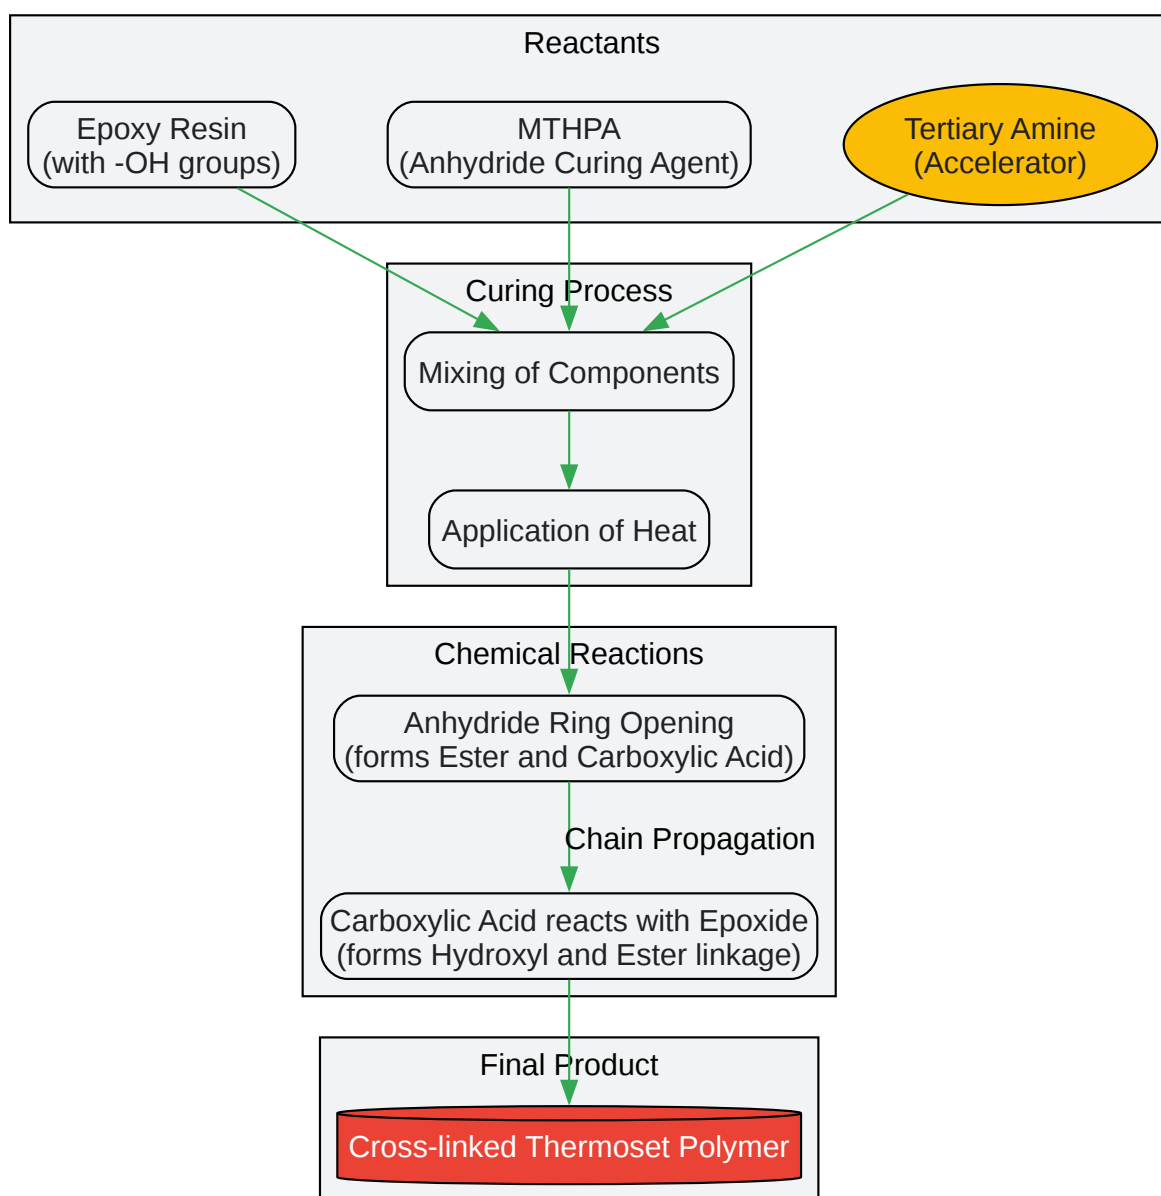 Reactants
Epoxy Resin
(with -OH groups)
MTHPA
(Anhydride Curing Agent)
Tertiary Amine
(Accelerator)
Curing Process
Mixing of Components
Application of Heat
Chemical Reactions
Anhydride Ring Opening
(forms Ester and Carboxylic Acid)
Chain Propagation
Carboxylic Acid reacts with Epoxide
(forms Hydroxyl and Ester linkage)
Final Product
Cross-linked Thermoset Polymer